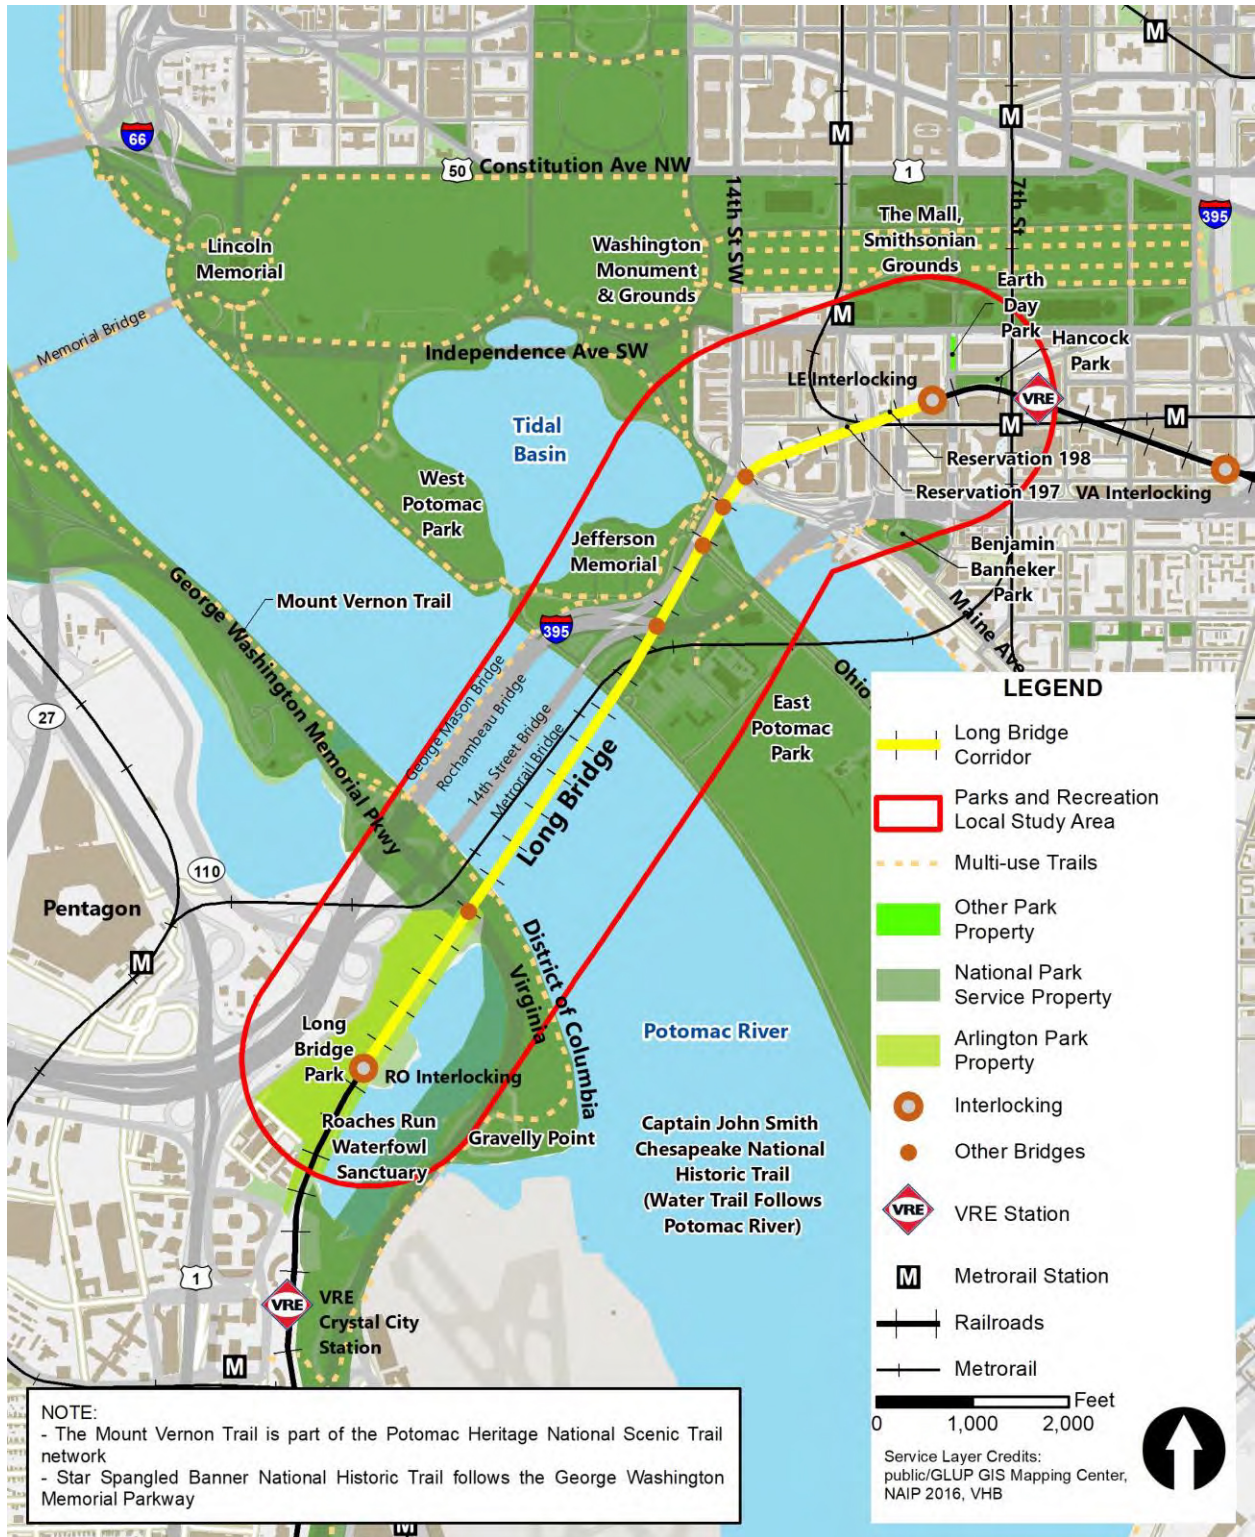 M
66
M
M
50
Constitution Ave NW
1
14th St SW
7th St
395
The Mall,
Smithsonian
Grounds
Lincoln
Memorial
Washington
Monument
& Grounds
Earth
Day
Park
M
Memorial Bridge
Independence Ave SW
Hancock
Park
LE Interlocking
VRE
M
M
Tidal
Basin
Reservation 198
West
Potomac
Park
Reservation 197
VA Interlocking
Jefferson
Memorial
Benjamin
Banneker
Park
George Washington Memorial Pkwy
Mount Vernon Trail
Maine Ave
395
Ohio
27
George Mason Bridge
Rochambeau Bridge
14th Street Bridge
Metrorail Bridge
Long Bridge
East
Potomac
Park
110
Pentagon
M
District of Columbia
Virginia
Long
Bridge
Park
RO Interlocking
Potomac River
Roaches Run
Waterfowl
Sanctuary
Gravelly Point
Captain John Smith
Chesapeake National
Historic Trail
(Water Trail Follows
Potomac River)
1
VRE
VRE
Crystal City
Station
M
M
LEGEND
Long Bridge
Corridor
Parks and Recreation
Local Study Area
Multi-use Trails
Other Park
Property
National Park
Service Property
Arlington Park
Property
Interlocking
Other Bridges
VRE
VRE Station
M
Metrorail Station
Railroads
Metrorail
Feet
0 1,000 2,000
Service Layer Credits:
public/GLUP GIS Mapping Center,
NAIP 2016, VHB
NOTE:
- The Mount Vernon Trail is part of the Potomac Heritage National Scenic Trail
network
- Star Spangled Banner National Historic Trail follows the George Washington
Memorial Parkway